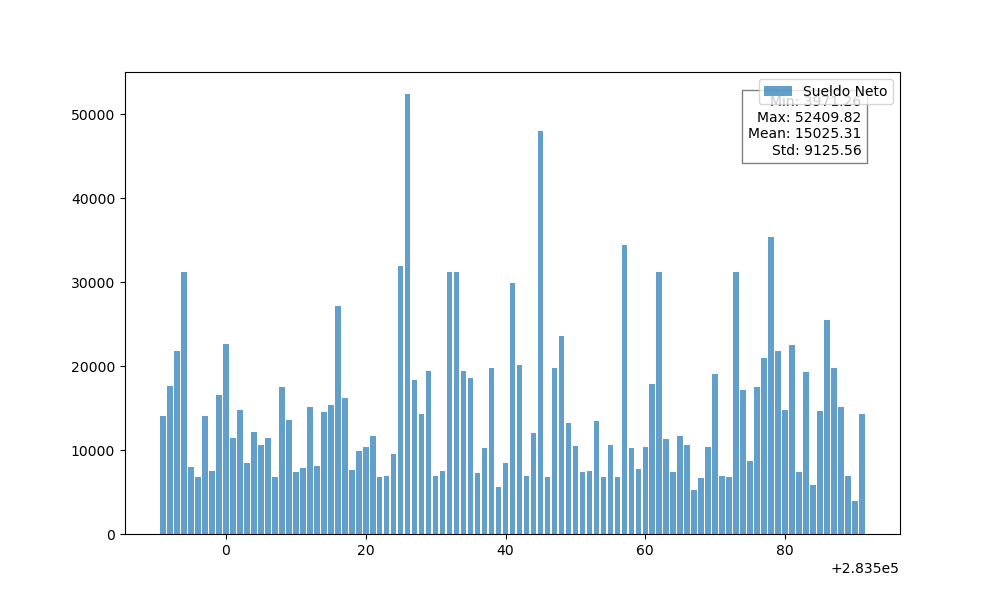 Sueldo Neto
Min: 3971.26
Max: 52409.82
Mean: 15025.31
Std: 9125.56
50000
40000
30000
20000
10000
0
0 20 40 60 80
+2.835e5